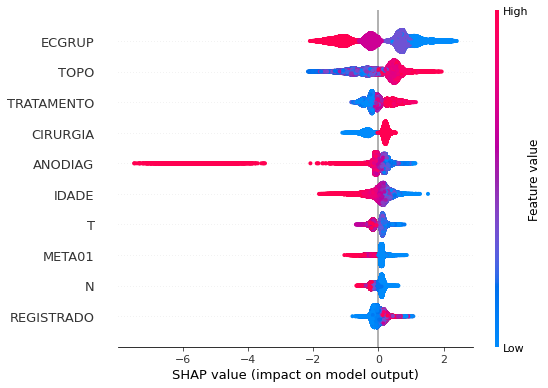 High
ECGRUP
TOPO
TRATAMENTO
CIRURGIA
ANODIAG
IDADE
T
META01
N
REGISTRADO
Feature value
Low
−6 −4 −2 0 2
SHAP value (impact on model output)